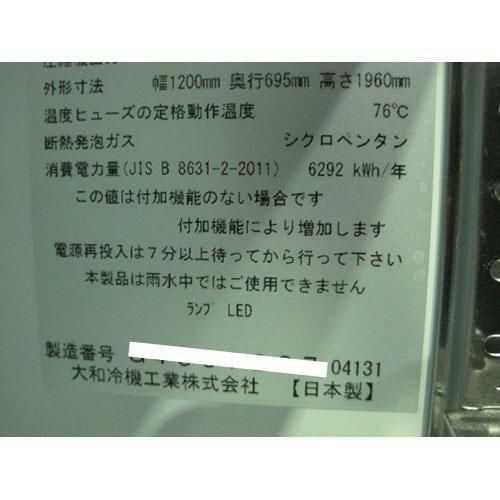 外形寸法 幅1200mm 奥行695mm 高さ1960mm
温度ヒューズの定格動作温度 76℃
断熱発泡ガス シクロペンタン
消費電力量(JIS B 8631-2-2011) 6292 kWh/年
この値は付加機能のない場合です
付加機能により増加します
電源再投入は7分以上待ってから行って下さい
本製品は雨水中ではご使用できません
ﾗﾝﾌﾟ LED
製造番号 04131
大和冷機工業株式会社 【日本製】